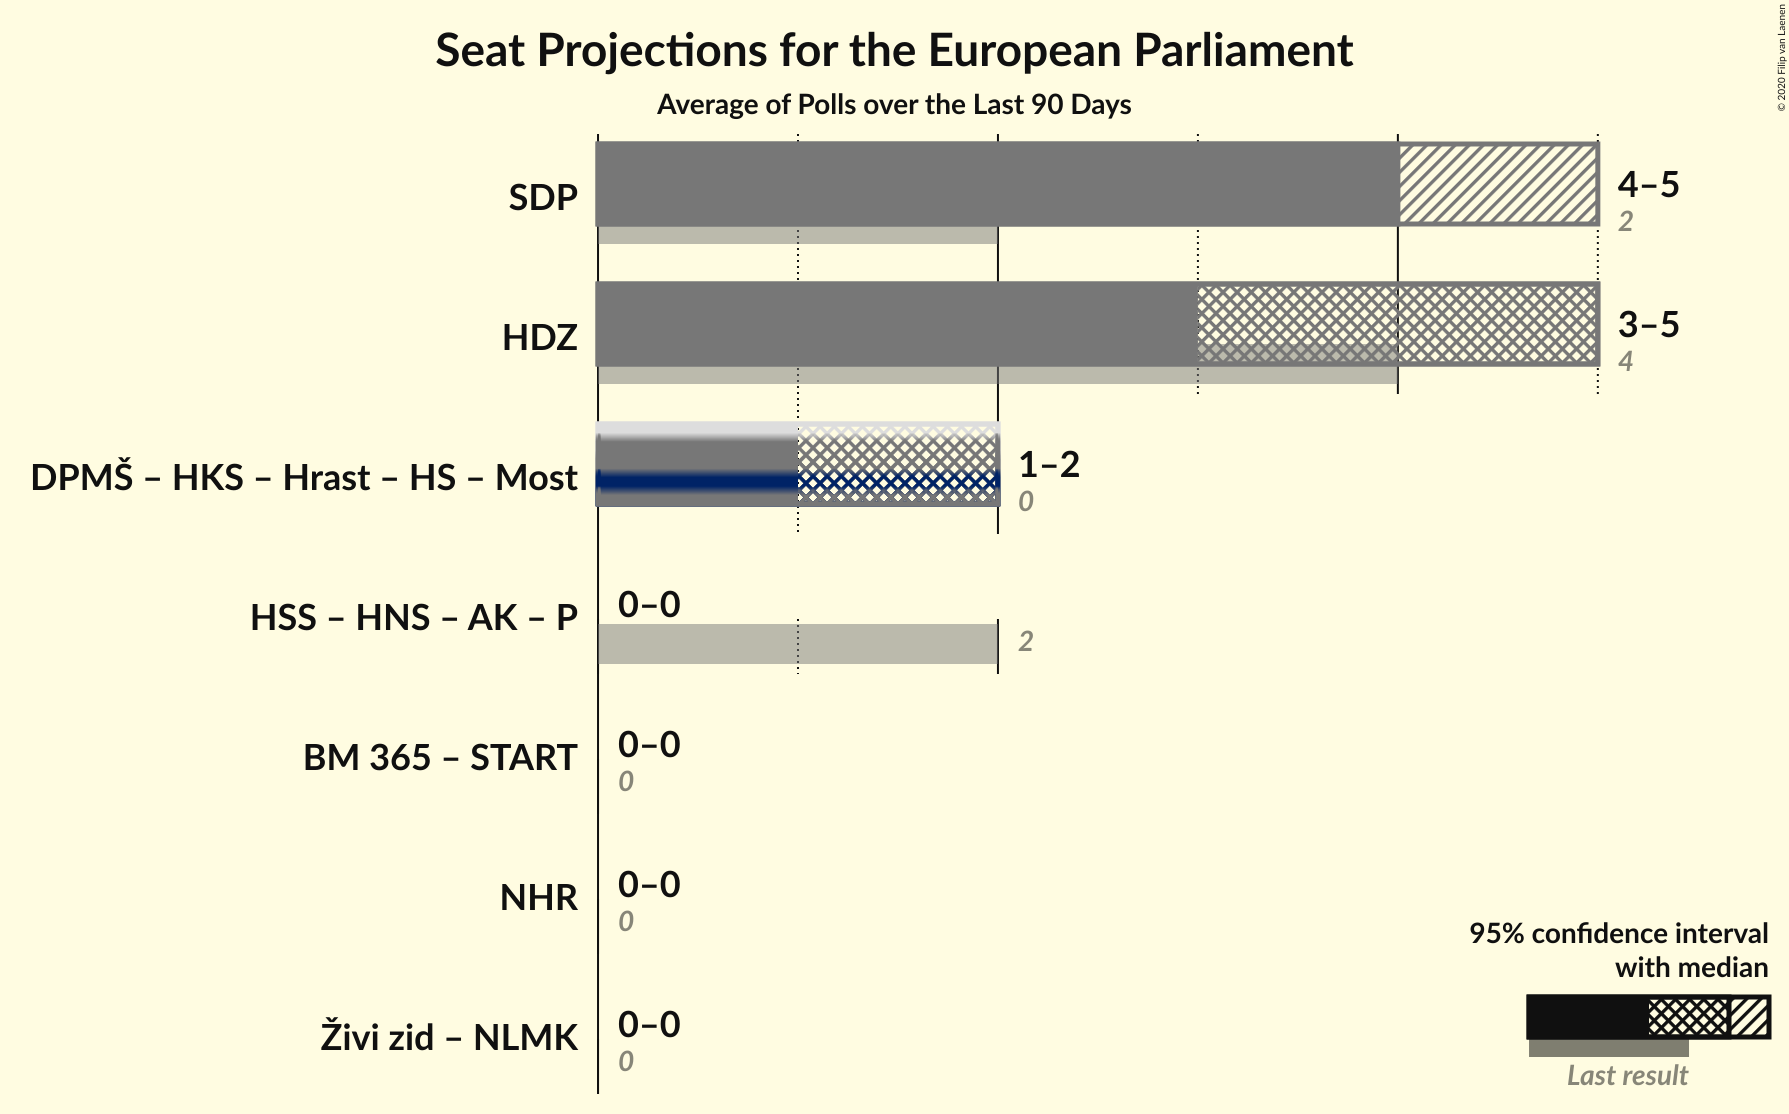 Seat Projections for the European Parliament
Average of Polls over the Last 90 Days
© 2020 Filip van Laenen
SDP
4–5
2
HDZ
3–5
4
DPMŠ – HKS – Hrast – HS – Most
1–2
0
HSS – HNS – AK – P
0–0
2
BM 365 – START
0–0
0
NHR
0–0
0
Živi zid – NLMK
0–0
0
95% confidence interval
with median
Last result